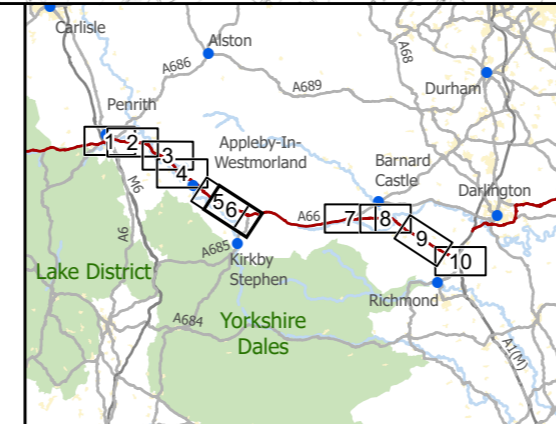 Carlisle
Alston
A686
A689
A68
Durham
Penrith
1
2
3
4
Appleby-In-
Westmorland
Barnard
Castle
Darlington
M6
A6
5
6
A66
7
8
9
10
A685
Kirkby
Stephen
Lake District
Richmond
A684
Yorkshire
Dales
A1(M)